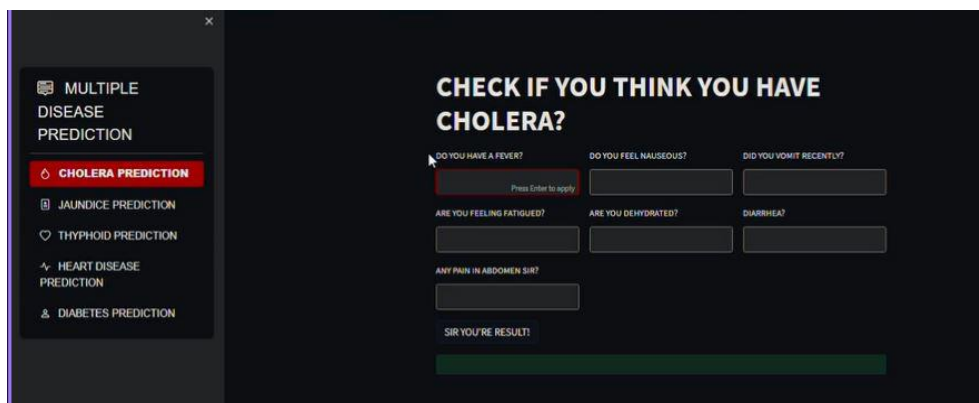 ×
MULTIPLE
DISEASE
PREDICTION
CHOLERA PREDICTION
JAUNDICE PREDICTION
THYPHOID PREDICTION
HEART DISEASE
PREDICTION
DIABETES PREDICTION
CHECK IF YOU THINK YOU HAVE
CHOLERA?
DO YOU HAVE A FEVER?
DO YOU FEEL NAUSEOUS?
DID YOU VOMIT RECENTLY?
Press Enter to apply
ARE YOU FEELING FATIGUED?
ARE YOU DEHYDRATED?
DIARRHEA?
ANY PAIN IN ABDOMEN SIR?
SIR YOU'RE RESULT!